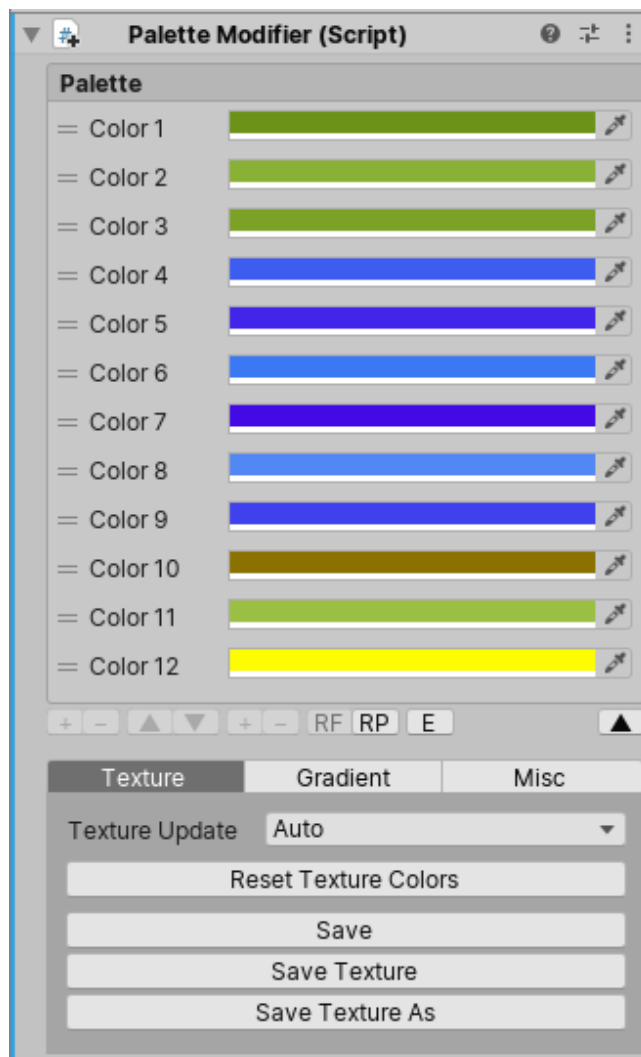 Palette Modifier (Script)
Palette
Color 1
Color 2
Color 3
Color 4
Color 5
Color 6
Color 7
Color 8
Color 9
Color 10
Color 11
Color 12
+ − ▲ ▼ + − RF RP E ▲
Texture Gradient Misc
Texture Update Auto
Reset Texture Colors
Save
Save Texture
Save Texture As